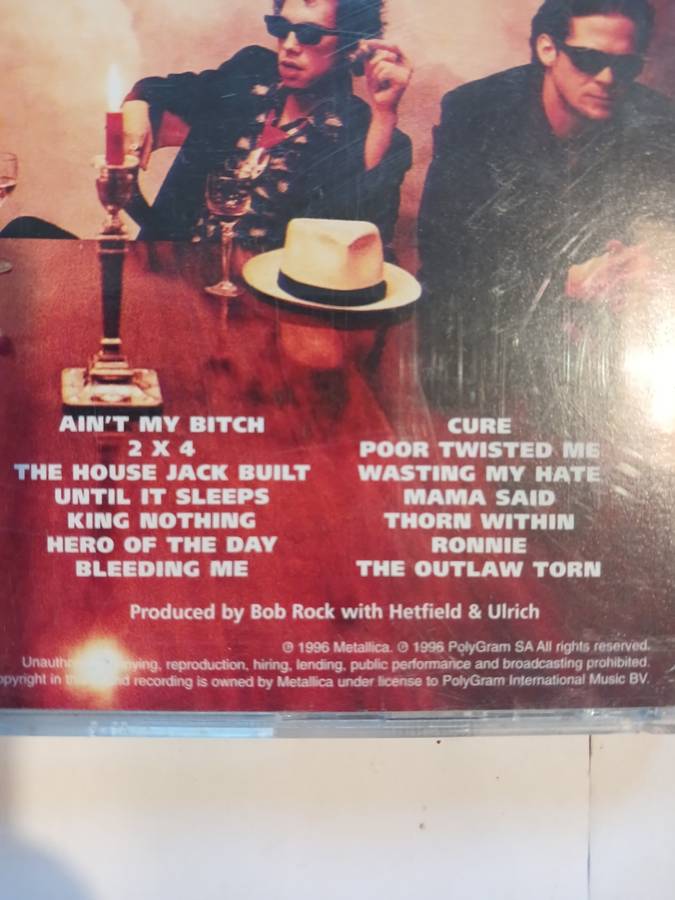 AIN'T MY BITCH
2 X 4
THE HOUSE JACK BUILT
UNTIL IT SLEEPS
KING NOTHING
HERO OF THE DAY
BLEEDING ME
CURE
POOR TWISTED ME
WASTING MY HATE
MAMA SAID
THORN WITHIN
RONNIE
THE OUTLAW TORN
Produced by Bob Rock with Hetfield & Ulrich
℗ 1996 Metallica. ℗ 1996 PolyGram SA All rights reserved.
reproduction, hiring, lending, public performance and broadcasting prohibited.
in recording is owned by Metallica under license to PolyGram International Music BV.